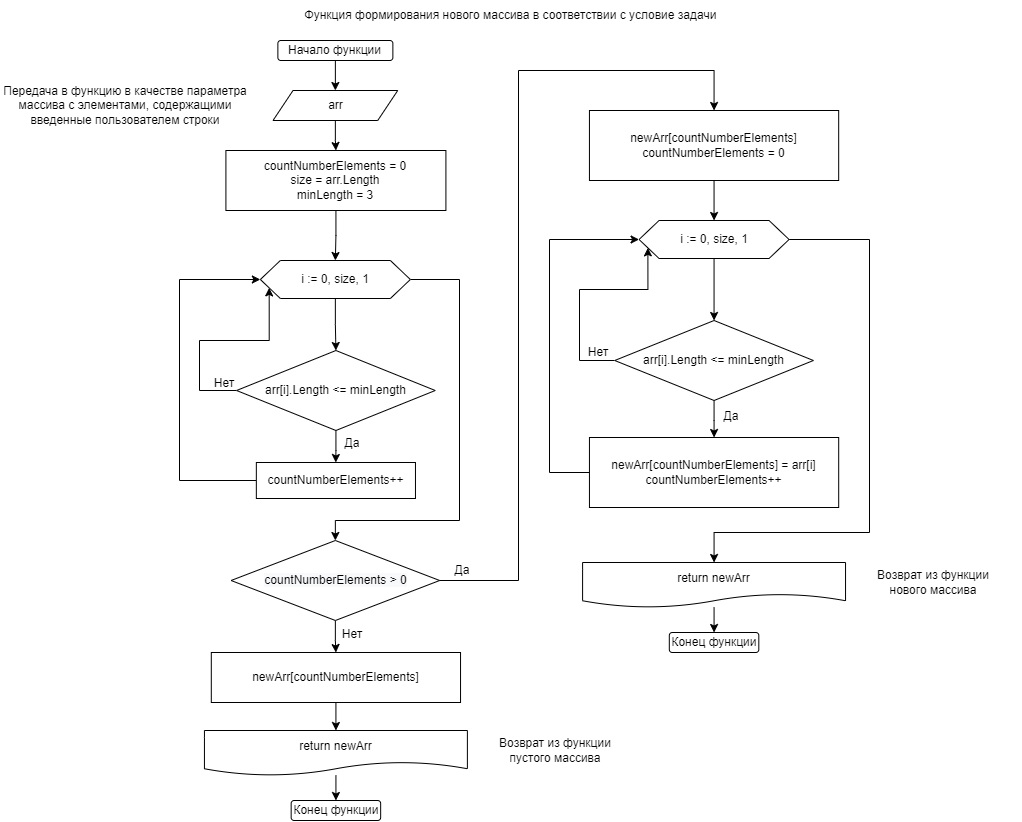 Функция формирования нового массива в соответствии с условие задачи
Начало функции
Передача в функцию в качестве параметра
массива с элементами, содержащими
введенные пользователем строки
arr
countNumberElements = 0
size = arr.Length
minLength = 3
i := 0, size, 1
arr[i].Length <= minLength
Нет
Да
countNumberElements++
countNumberElements > 0
Да
Нет
newArr[countNumberElements]
return newArr
Возврат из функции
пустого массива
Конец функции
newArr[countNumberElements]
countNumberElements = 0
i := 0, size, 1
arr[i].Length <= minLength
Нет
Да
newArr[countNumberElements] = arr[i]
countNumberElements++
return newArr
Возврат из функции
нового массива
Конец функции